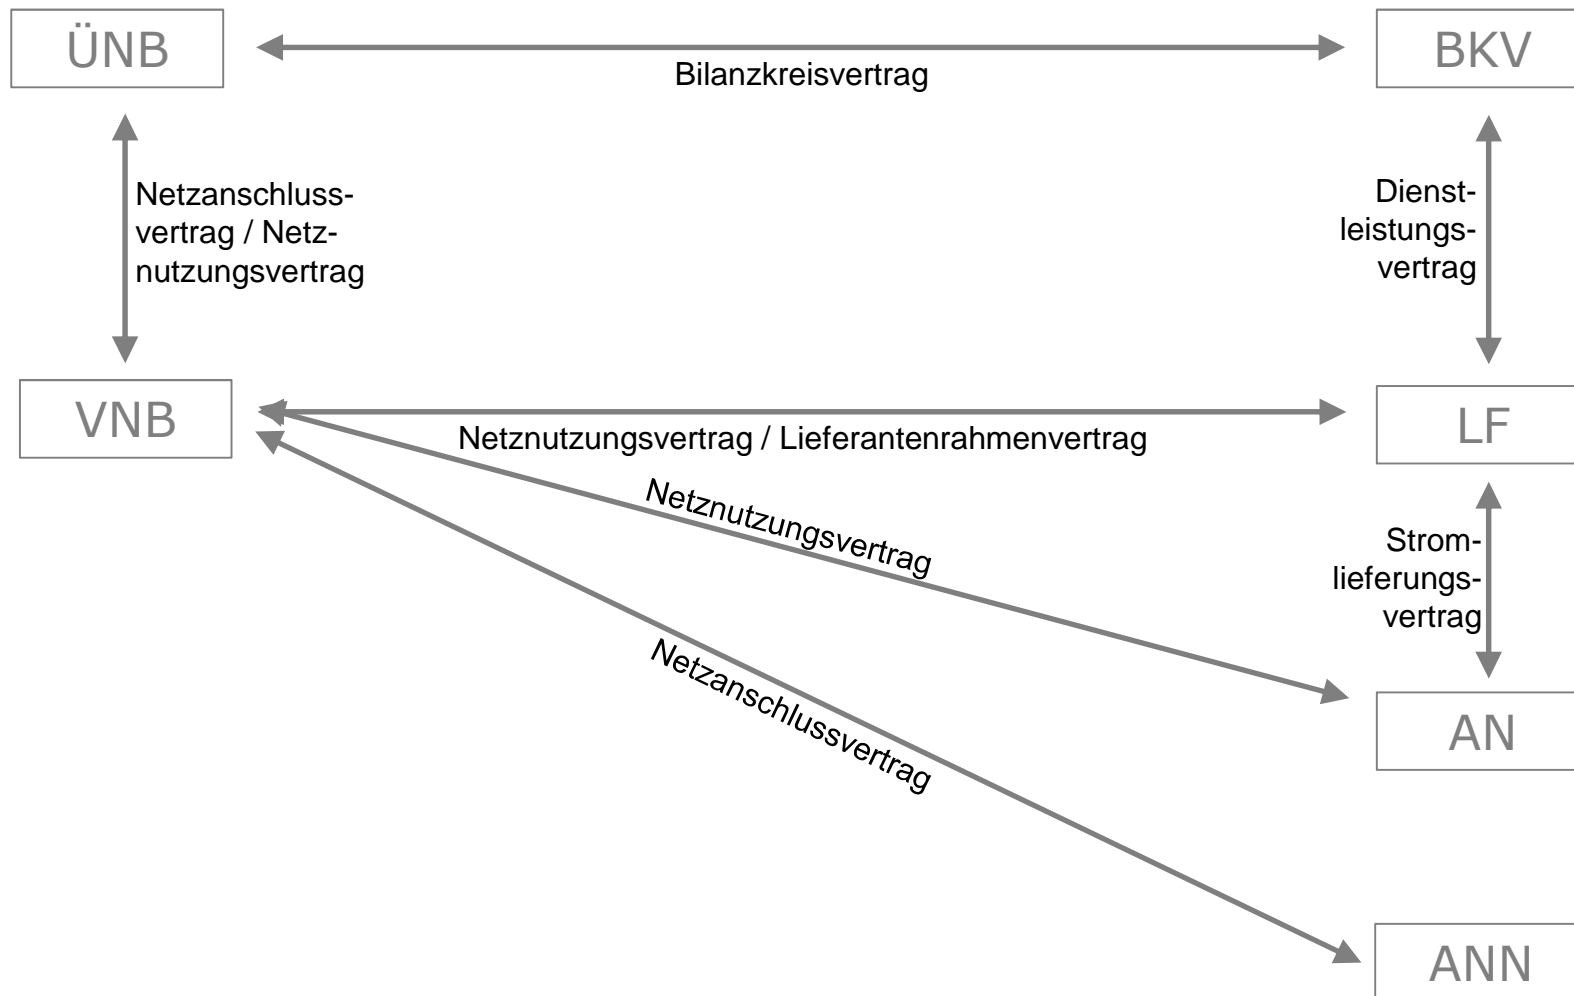 ÜNB
BKV
Bilanzkreisvertrag
Netzanschluss-
vertrag / Netz-
nutzungsvertrag
Dienst-
leistungs-
vertrag
VNB
LF
Netznutzungsvertrag / Lieferantenrahmenvertrag
Netznutzungsvertrag
Strom-
lieferungs-
vertrag
Netzanschlussvertrag
AN
ANN